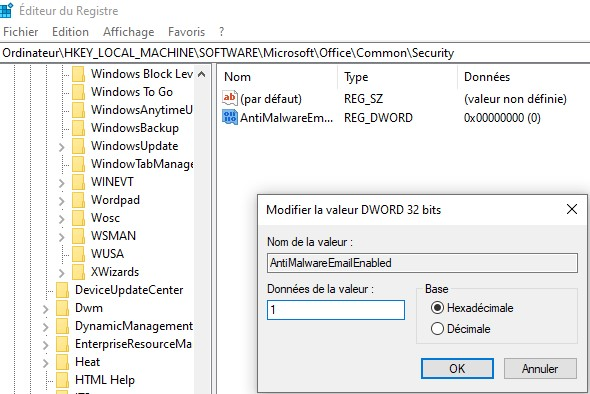 Éditeur du Registre
Fichier Edition Affichage Favoris ?
Ordinateur\HKEY_LOCAL_MACHINE\SOFTWARE\Microsoft\Office\Common\Security
Windows Block Lev
Windows To Go
WindowsAnytimeU
WindowsBackup
WindowsUpdate
WindowTabManage
WINEVT
Wordpad
Wosc
WSMAN
WUSA
XWizards
DeviceUpdateCenter
Dwm
DynamicManagement
EnterpriseResourceMa
Heat
HTML Help
Nom Type Données
ab (par défaut) REG_SZ (valeur non définie)
AntiMalwareEm... REG_DWORD 0x00000000 (0)
Modifier la valeur DWORD 32 bits
Nom de la valeur :
AntiMalwareEmailEnabled
Données de la valeur :
1
Base
Hexadécimale
Décimale
OK Annuler